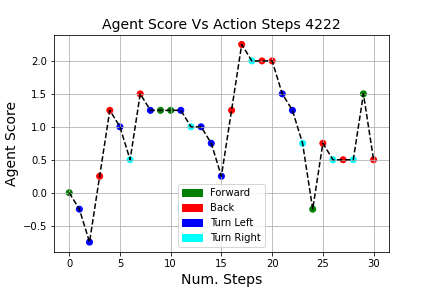 Agent Score Vs Action Steps 4222
Agent Score
2.0
1.5
1.0
0.5
0.0
−0.5
Forward
Back
Turn Left
Turn Right
0 5 10 15 20 25 30
Num. Steps